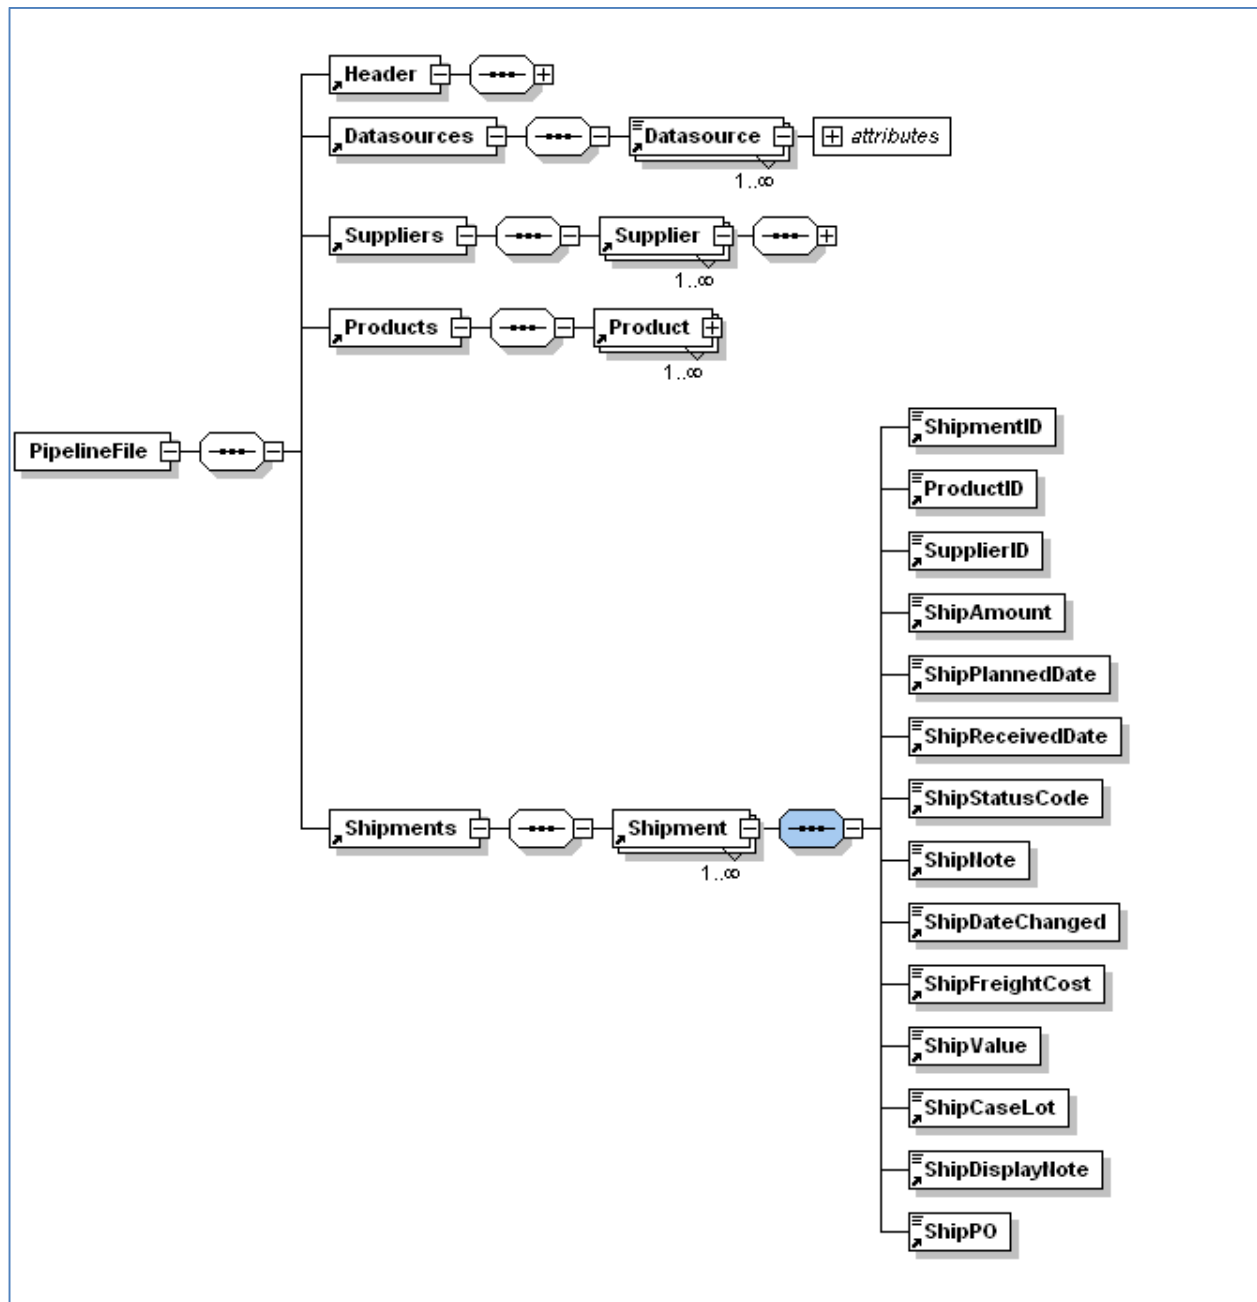 Header
Datasources
Datasource
attributes
1..∞
Suppliers
Supplier
1..∞
Products
Product
1..∞
PipelineFile
Shipments
Shipment
1..∞
ShipmentID
ProductID
SupplierID
ShipAmount
ShipPlannedDate
ShipReceivedDate
ShipStatusCode
ShipNote
ShipDateChanged
ShipFreightCost
ShipValue
ShipCaseLot
ShipDisplayNote
ShipPO